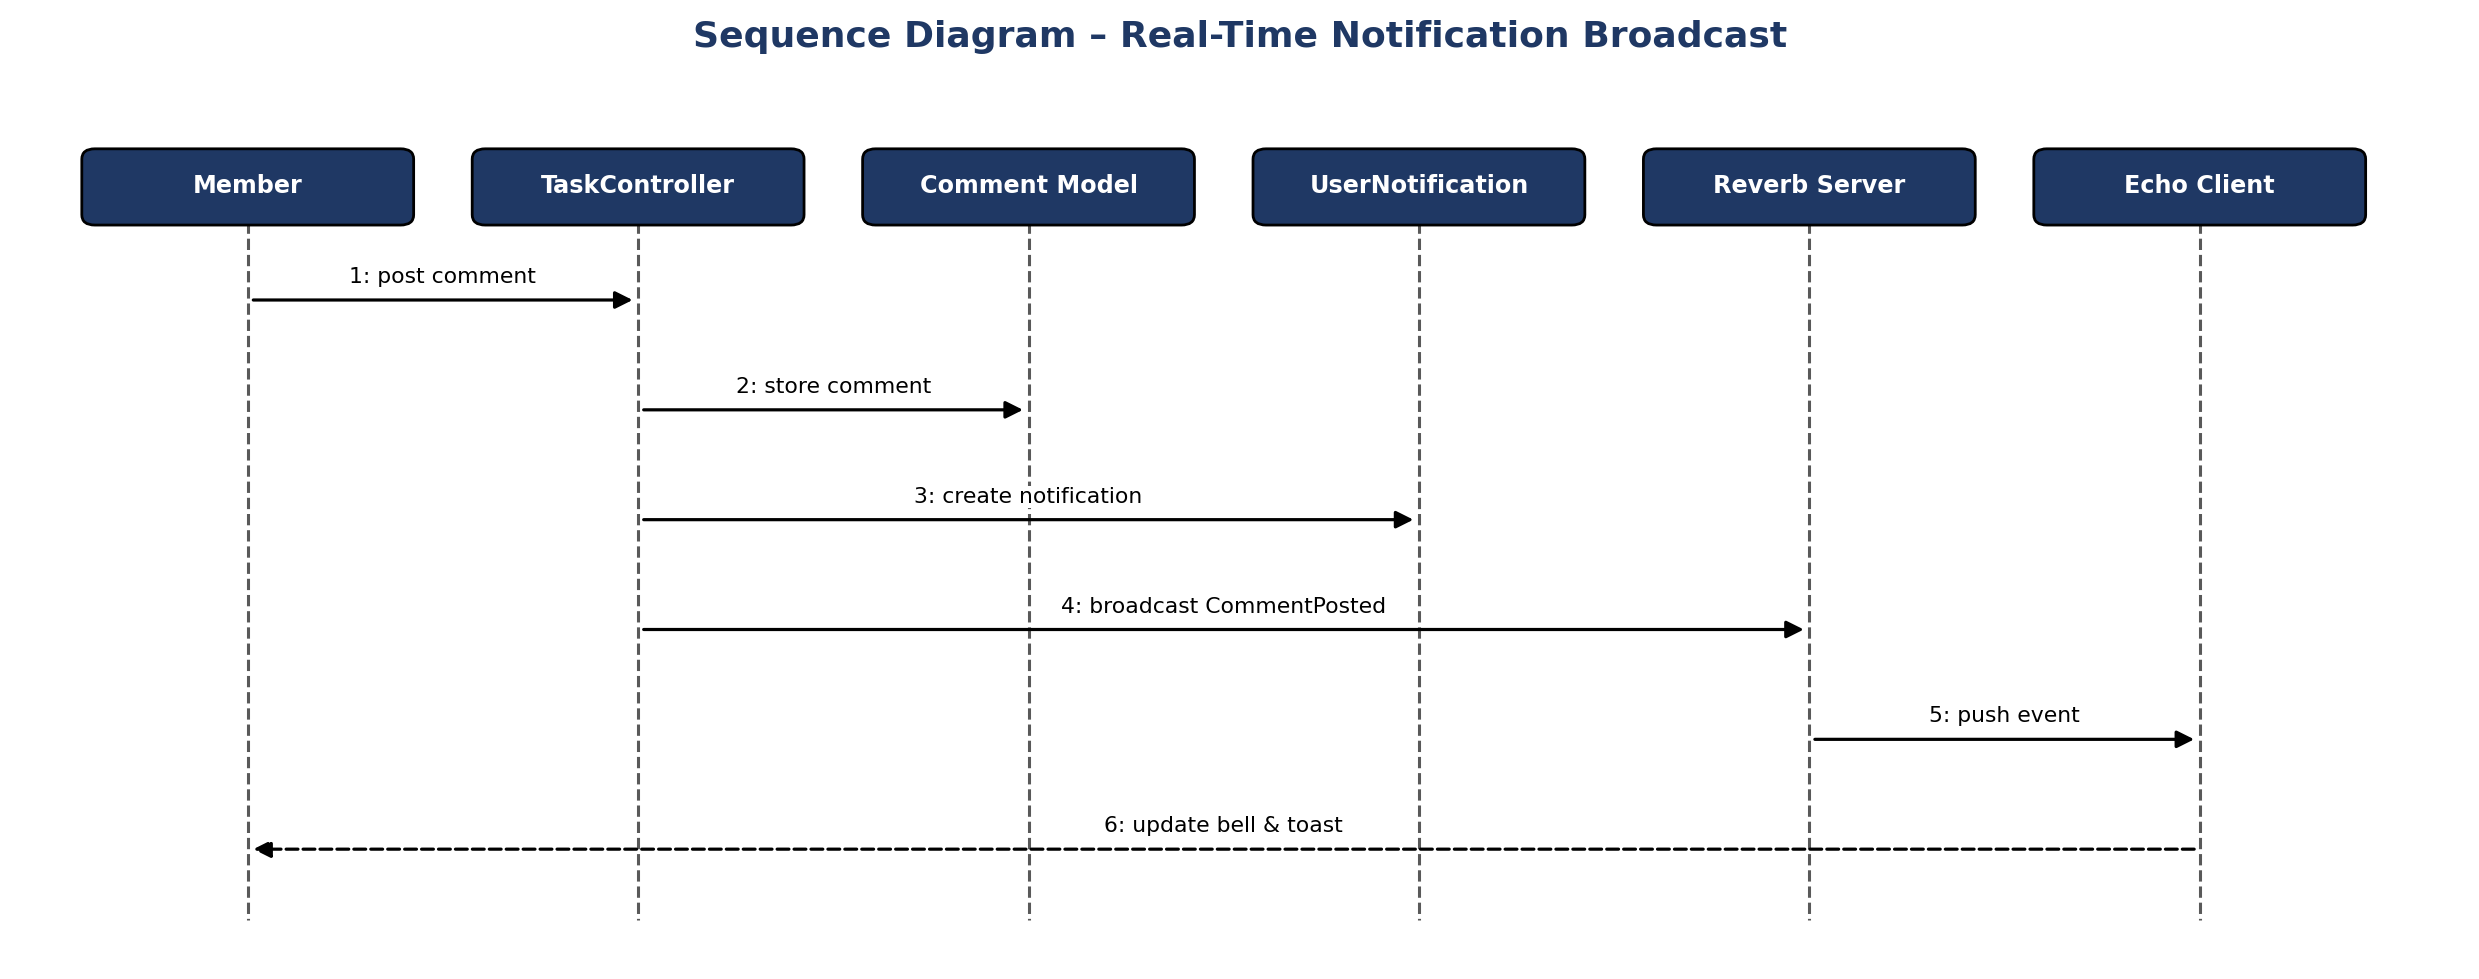 Sequence Diagram – Real-Time Notification Broadcast
Member
TaskController
Comment Model
UserNotification
Reverb Server
Echo Client
1: post comment
2: store comment
3: create notification
4: broadcast CommentPosted
5: push event
6: update bell & toast